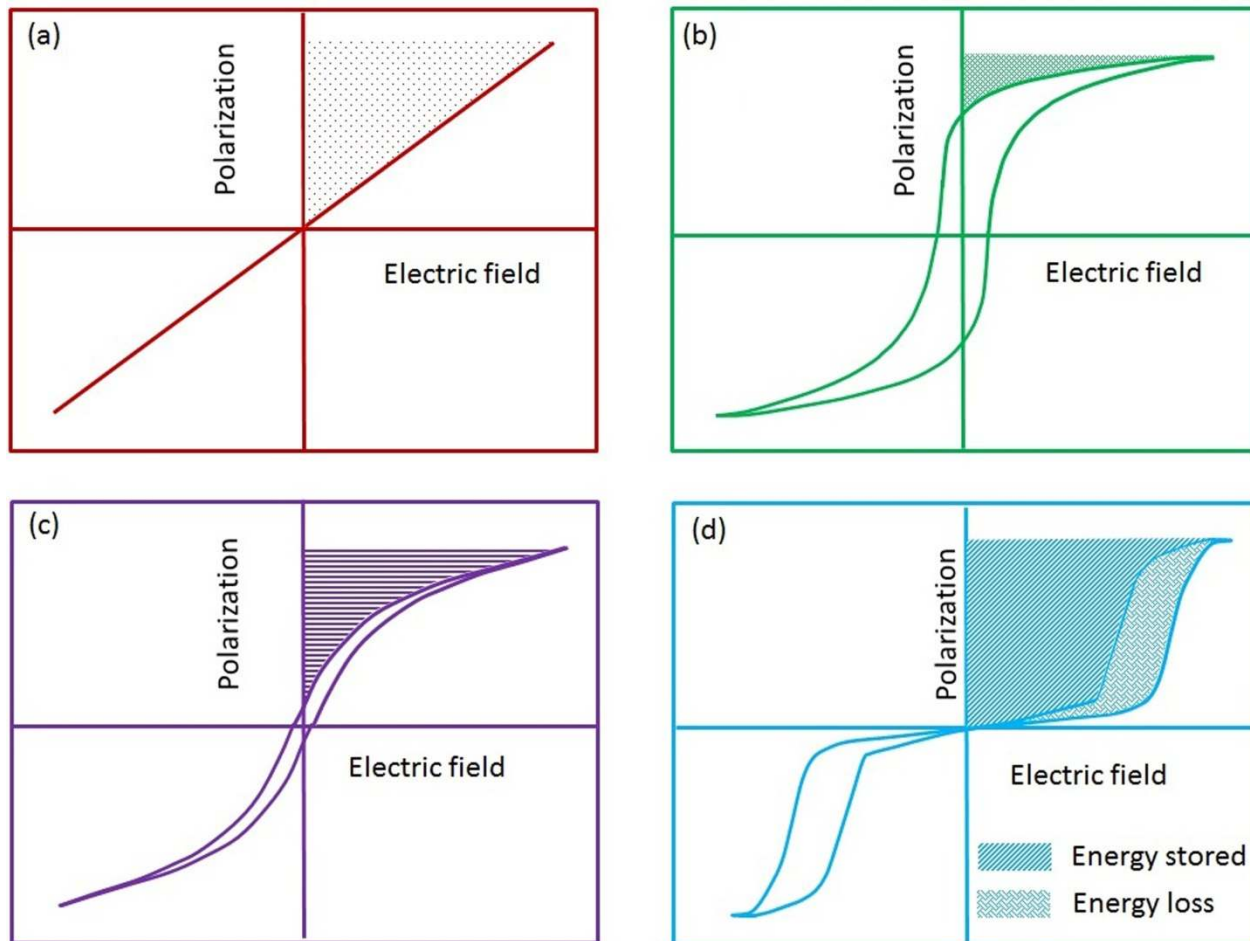 (a)
Polarization
Electric field
(b)
Polarization
Electric field
(c)
Polarization
Electric field
(d)
Polarization
Electric field
Energy stored
Energy loss